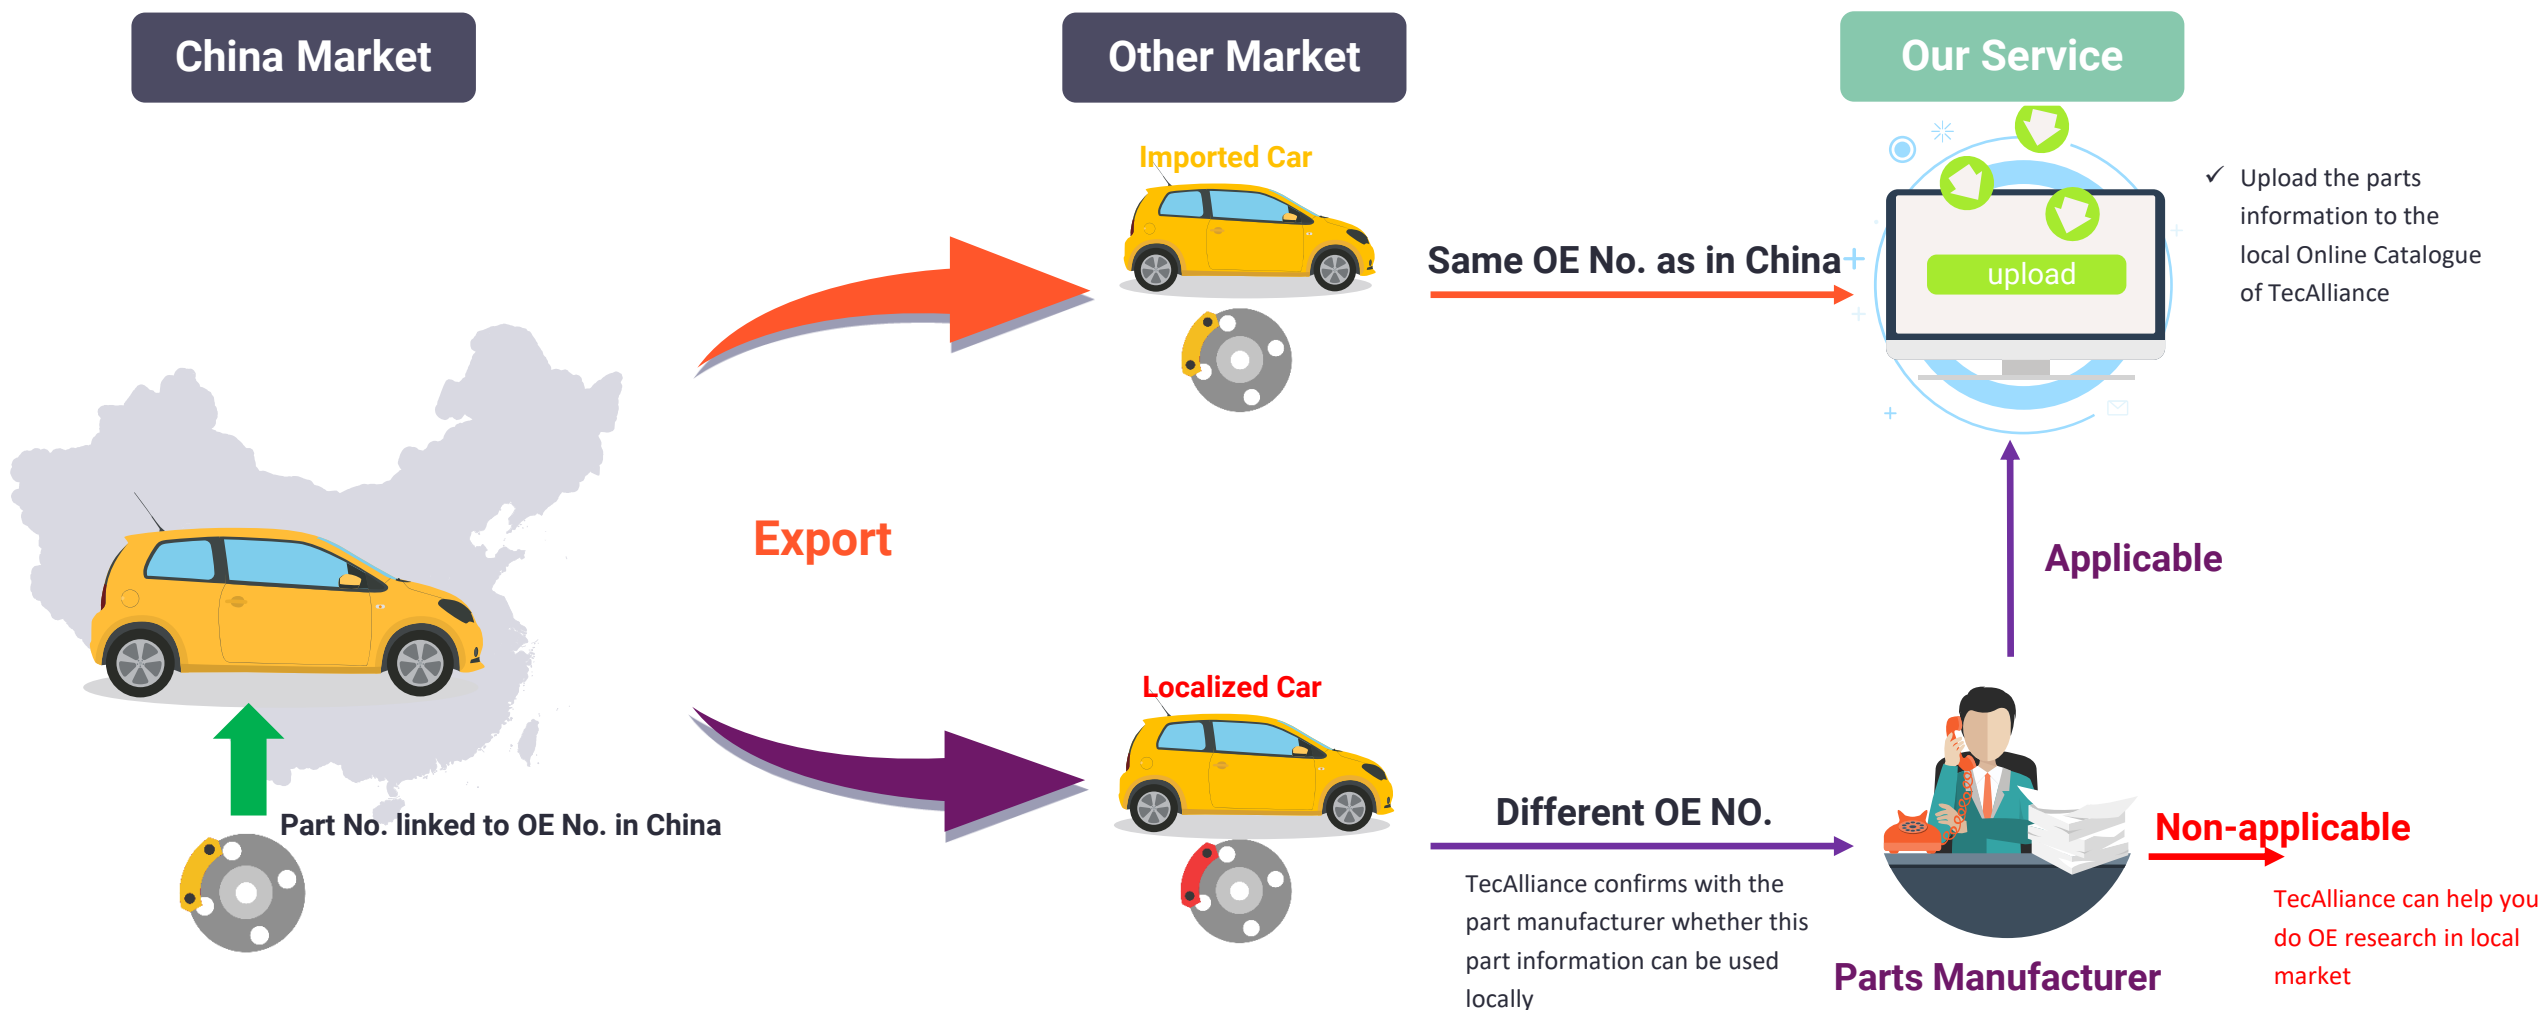 China Market
Other Market
Our Service
Imported Car
Same OE No. as in China
upload
✓ Upload the parts
information to the
local Online Catalogue
of TecAlliance
Export
Applicable
Localized Car
Part No. linked to OE No. in China
Different OE NO.
TecAlliance confirms with the
part manufacturer whether this
part information can be used
locally
Parts Manufacturer
Non-applicable
TecAlliance can help you
do OE research in local
market